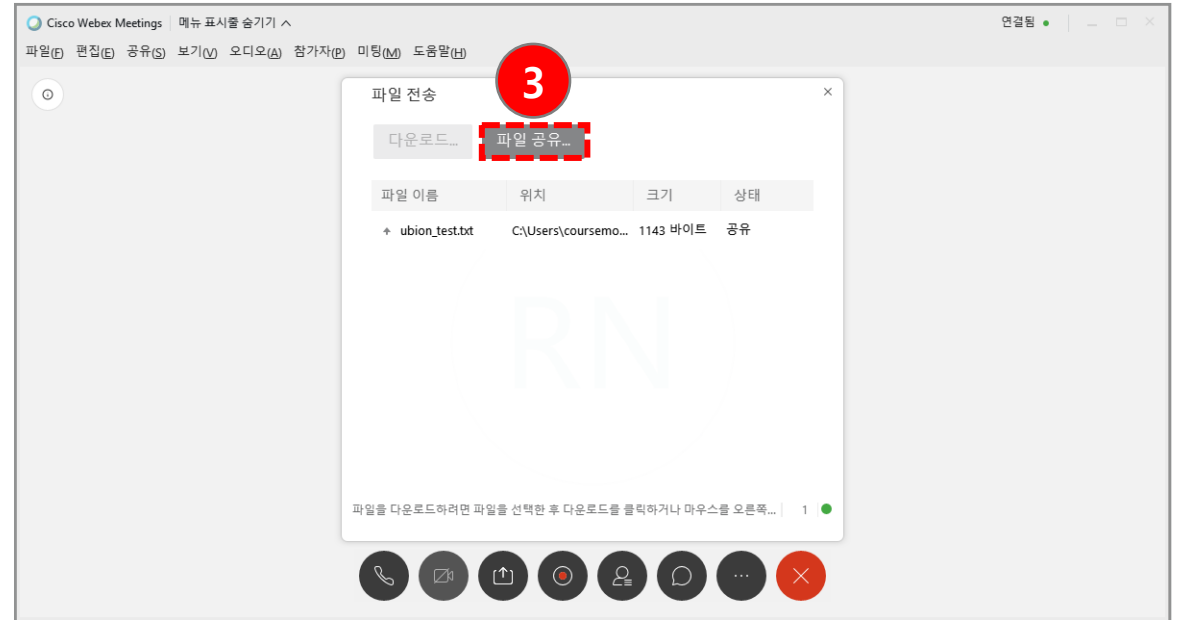 Cisco Webex Meetings 메뉴 표시줄 숨기기 연결됨
파일(F) 편집(E) 공유(S) 보기(V) 오디오(A) 참가자(P) 미팅(M) 도움말(H)
3
파일 전송
다운로드... 파일 공유...
파일 이름 위치 크기 상태
ubion_test.txt C:\Users\coursemo... 1143 바이트 공유
RN
파일을 다운로드하려면 파일을 선택한 후 다운로드를 클릭하거나 마우스를 오른쪽... 1